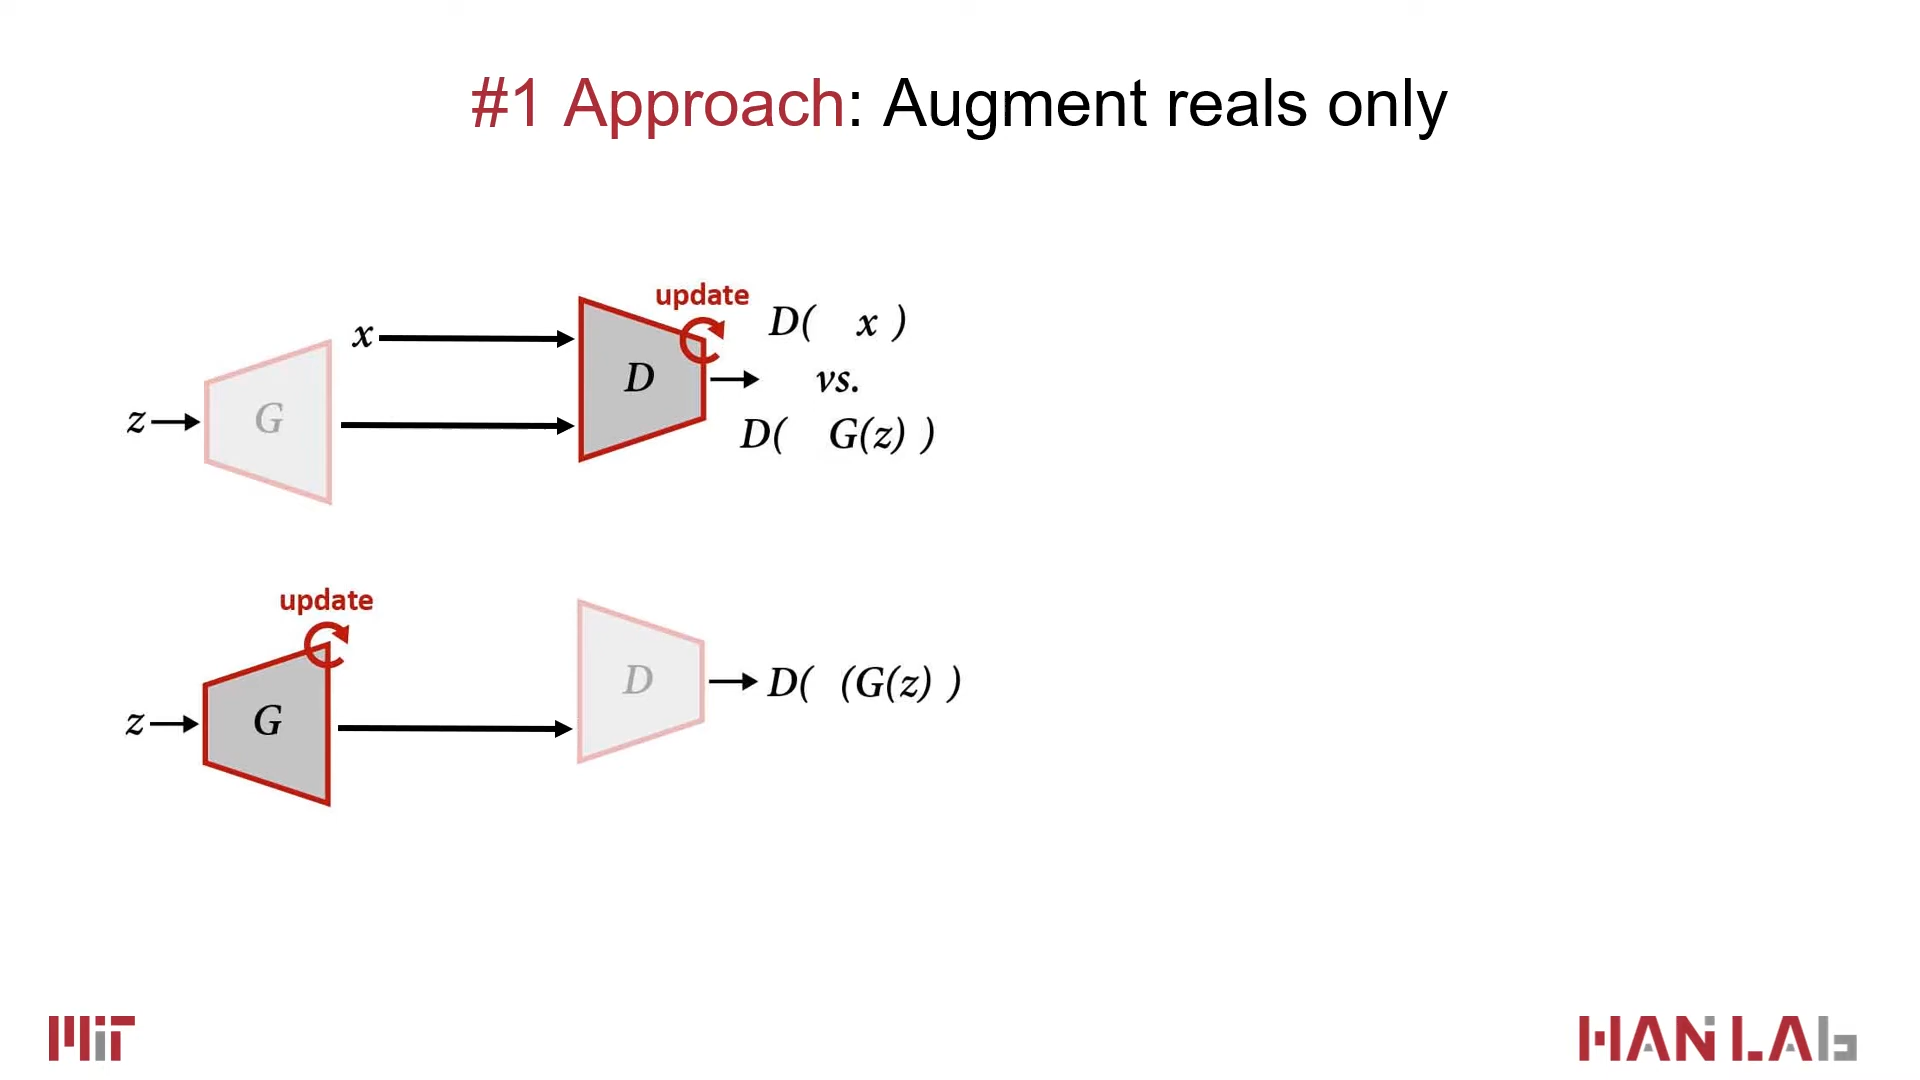 #1 Approach: Augment reals only
update
x
D
D( x )
vs.
D( G(z) )
z
G
update
z
G
D
D( (G(z) )
MIT
HAN LAb